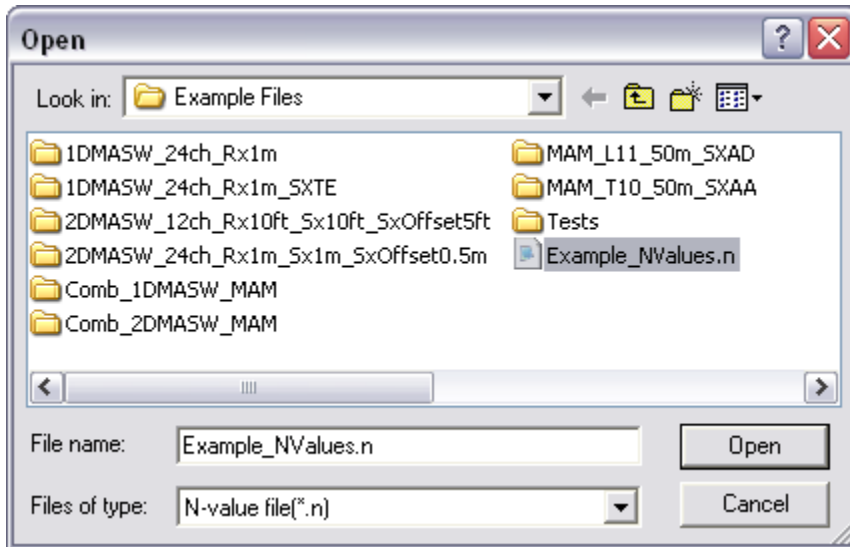 Open
Look in: Example Files
1DMASW_24ch_Rx1m
1DMASW_24ch_Rx1m_SXTE
2DMASW_12ch_Rx10ft_Sx10ft_SxOffset5ft
2DMASW_24ch_Rx1m_Sx1m_SxOffset0.5m
Comb_1DMASW_MAM
Comb_2DMASW_MAM
MAM_L11_50m_SXAD
MAM_T10_50m_SXAA
Tests
Example_NValues.n
File name: Example_NValues.n Open
Files of type: N-value file(*.n) Cancel